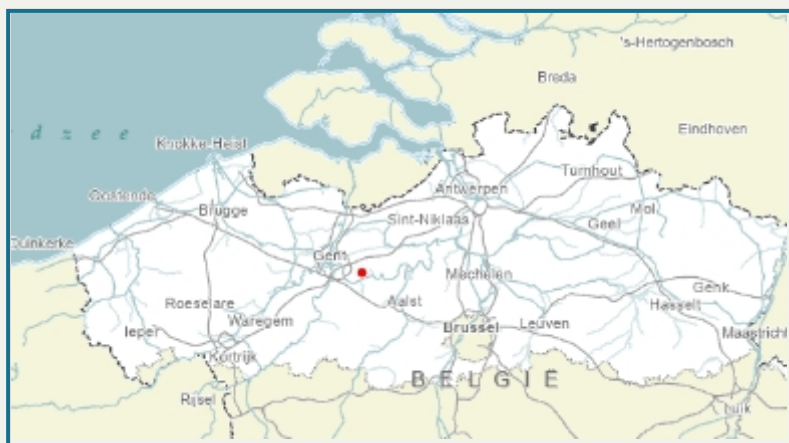 's-Hertogenbosch
Breda
dzee
Eindhoven
Knokke-Heist
Turnhout
Antwerpen
Oostende
Brugge
Mol
Sint-Niklaas
Geel
Duinkerke
Gent
Mechelen
Genk
Roeselare
Aalst
Hasselt
Waregem
Ieper
Brussel
Leuven
Maastricht
Kortrijk
BELGIË
Rijsel
Luik